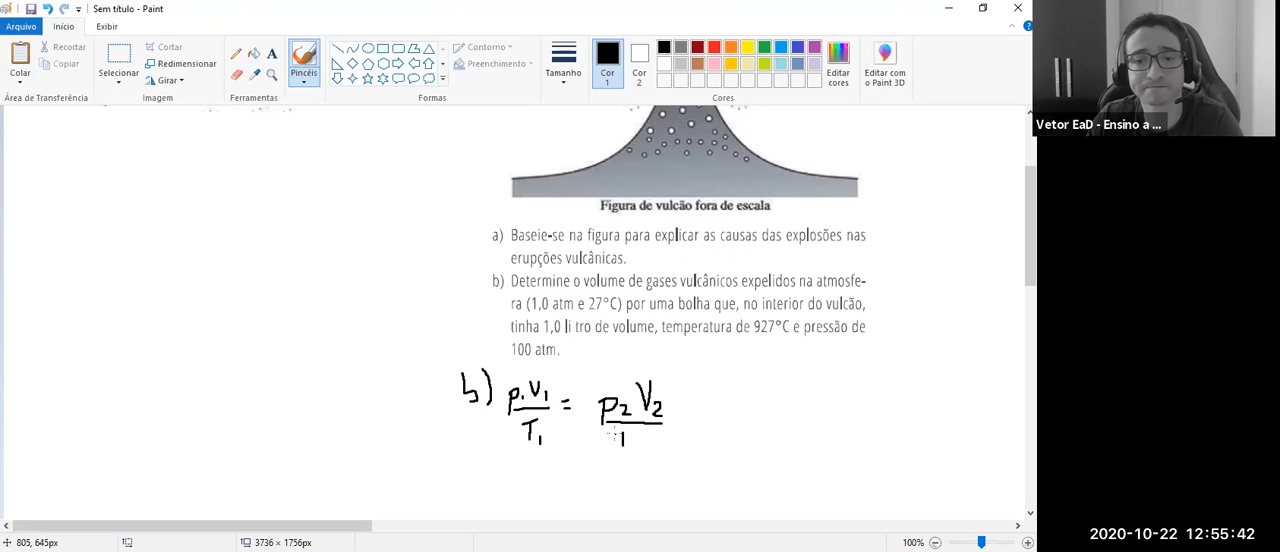 Sem título - Paint
Arquivo Início Exibir
Colar
Recortar
Copiar
Área de Transferência
Selecionar
Cortar
Redimensionar
Girar
Imagem
Ferramentas
Pincéis
Contorno
Preenchimento
Formas
Tamanho
Cor 1
Cor 2
Editar cores
Editar com o Paint 3D
Cores
Vetor EaD - Ensino a ...
Figura de vulcão fora de escala
a) Baseie-se na figura para explicar as causas das explosões nas
erupções vulcânicas.
b) Determine o volume de gases vulcânicos expelidos na atmosfe-
ra (1,0 atm e 27°C) por uma bolha que, no interior do vulcão,
tinha 1,0 li tro de volume, temperatura de 927°C e pressão de
100 atm.
b) p1 V1 = p2 V2
T1
2020-10-22 12:55:42
805, 645px
3736 × 1756px
100%